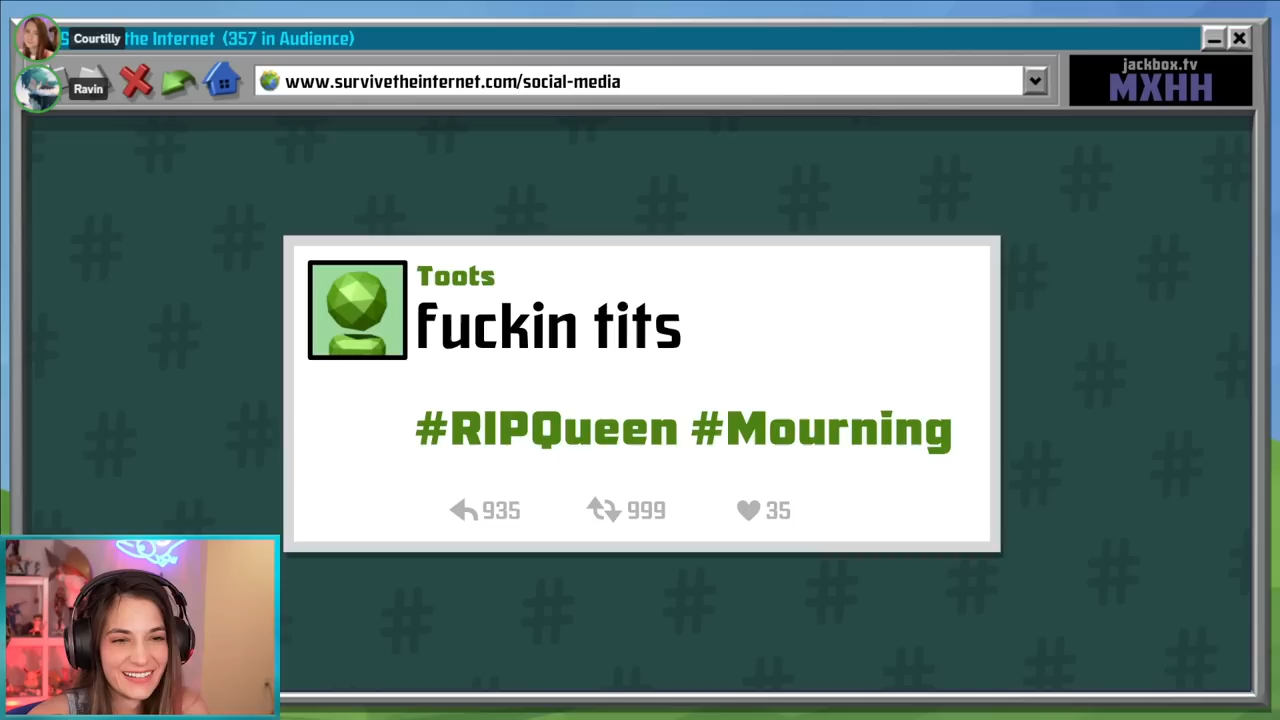 Courtilly
the Internet (357 in Audience)
Ravin
www.survivetheinternet.com/social-media
jackbox.tv
MXHH
Toots
fuckin tits
#RIPQueen #Mourning
935 999 35